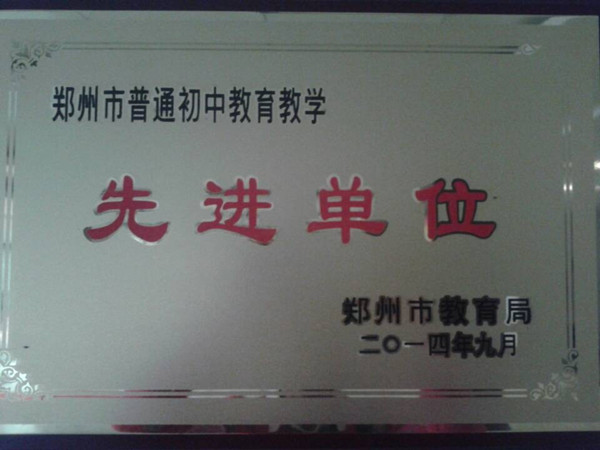 郑州市普通初中教育教学
先进单位
郑州市教育局
二〇一四年九月